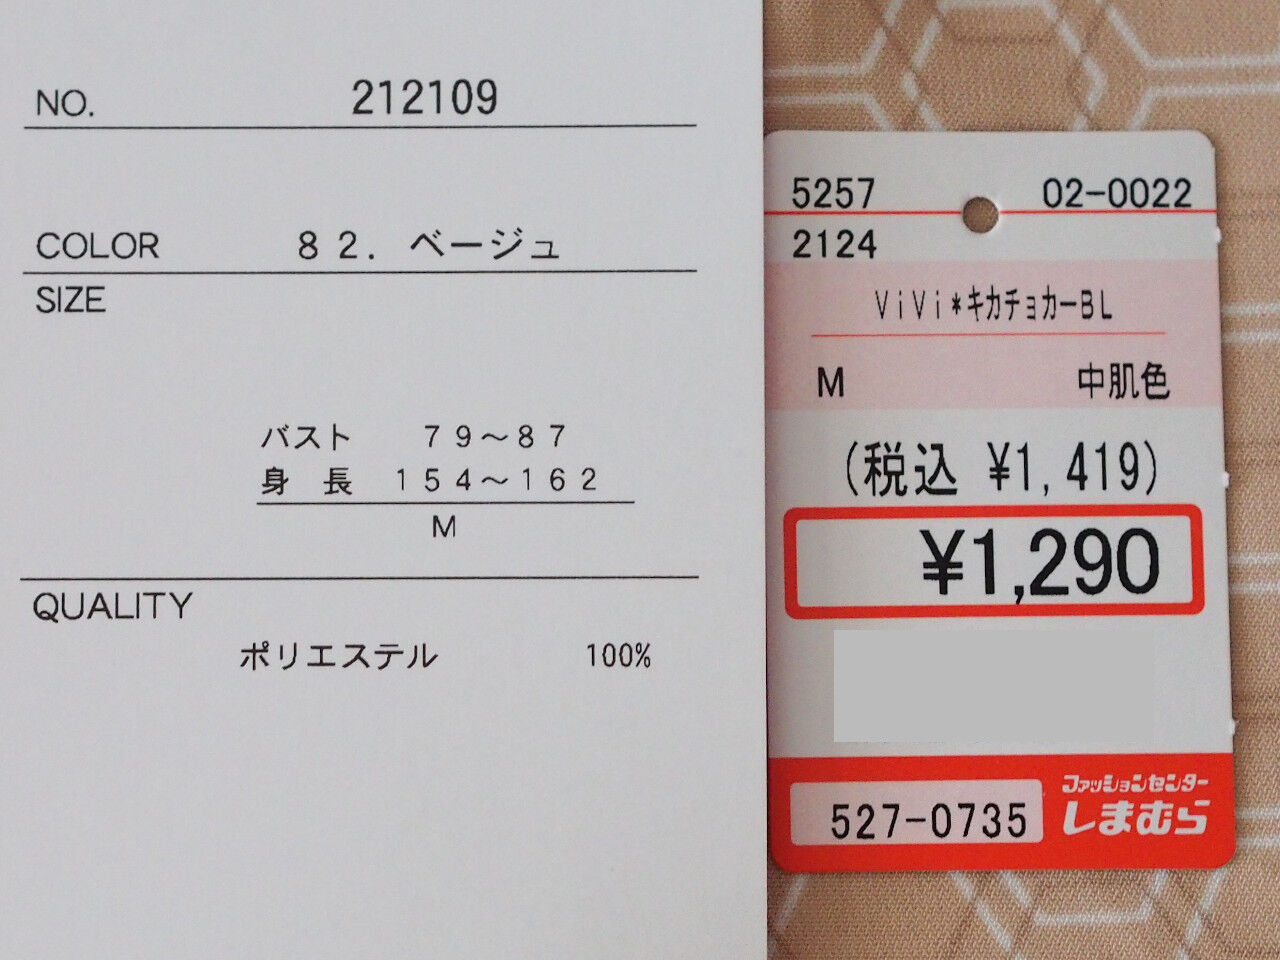 NO. 212109
COLOR 82. ベージュ
SIZE
バスト 79～87
身 長 154～162
M
QUALITY
ポリエステル 100%
5257 02-0022
2124
ViVi*キカチョカーBL
M 中肌色
(税込 ¥1,419)
¥1,290
527-0735
ファッションセンター
しまむら